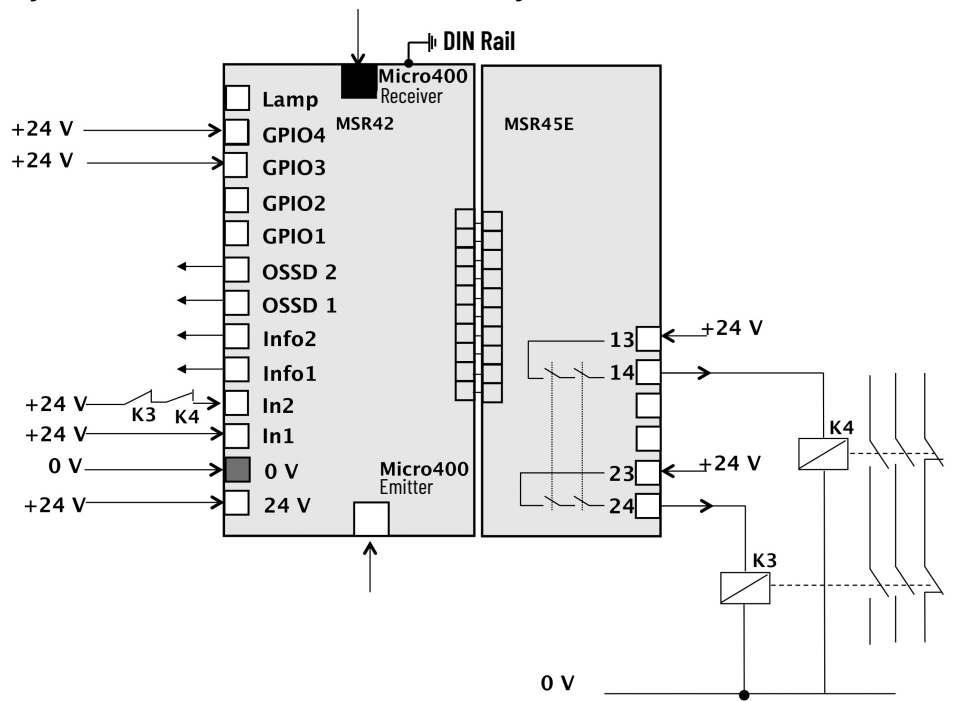 DIN Rail
Micro400
Receiver
Lamp
MSR42
MSR45E
+24 V
GPIO4
+24 V
GPIO3
GPIO2
GPIO1
OSSD 2
OSSD 1
Info2
13
+24 V
Info1
14
+24 V
K3
K4
In2
+24 V
In1
K4
0 V
0 V
Micro400
Emitter
23
+24 V
+24 V
24 V
24
K3
0 V